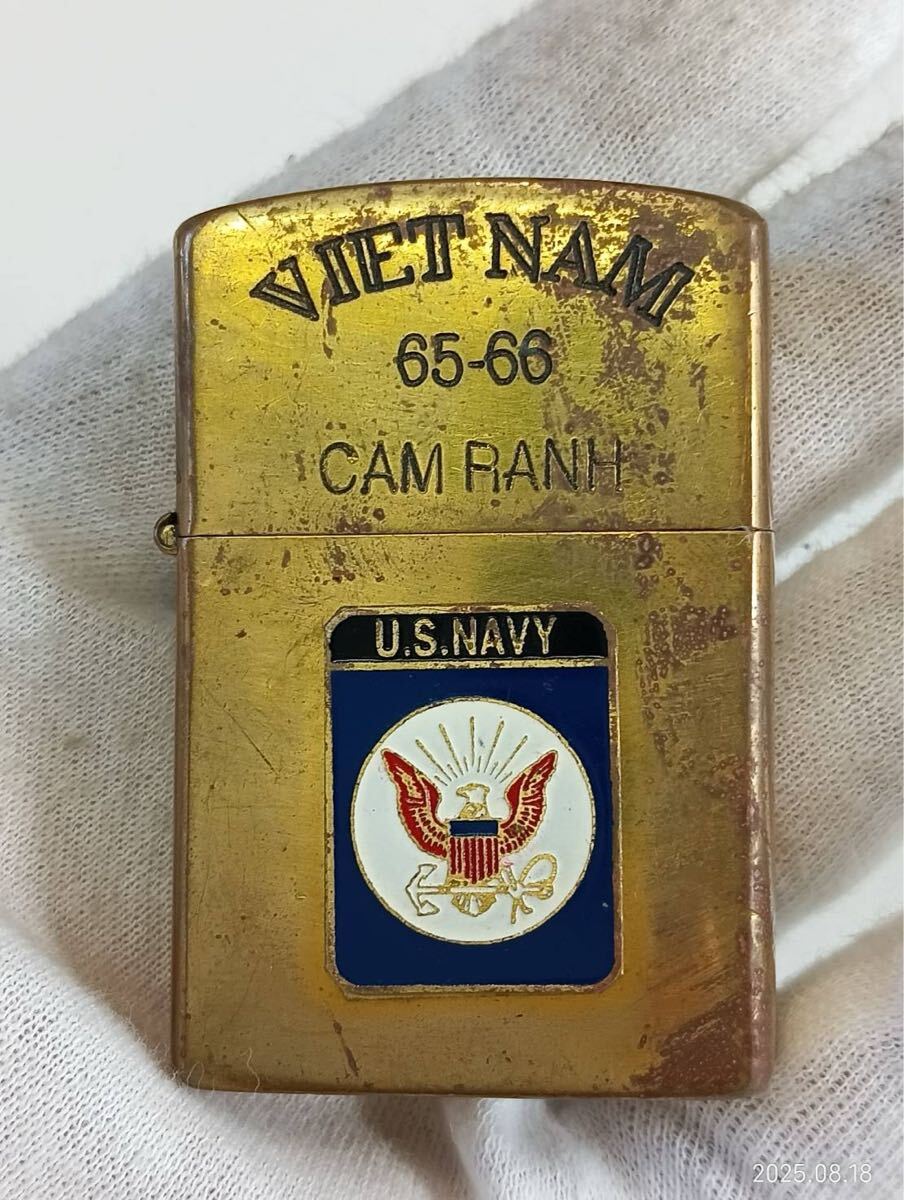 VIET NAM
65-66
CAM RANH
U.S.NAVY
2025.08.18